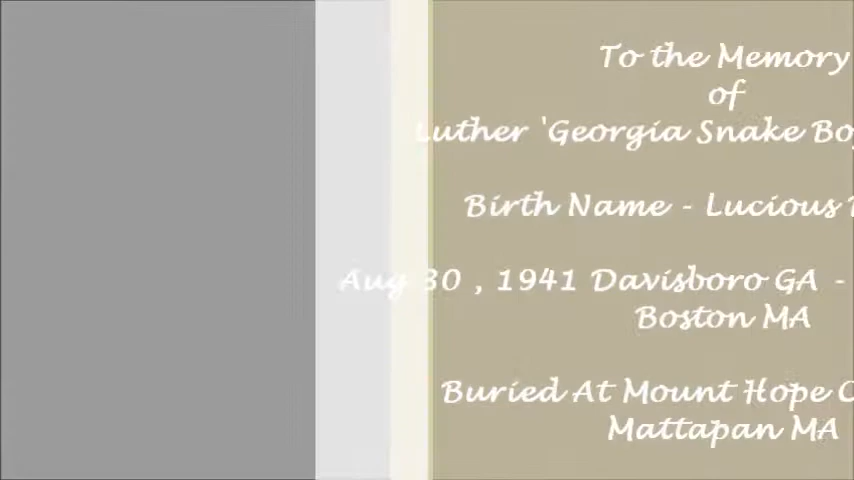 To the Memory
of
Luther 'Georgia Snake
Birth Name - Lucious
Aug 30 , 1941 Davisboro GA -
Boston MA
Buried At Mount Hope
Mattapan MA